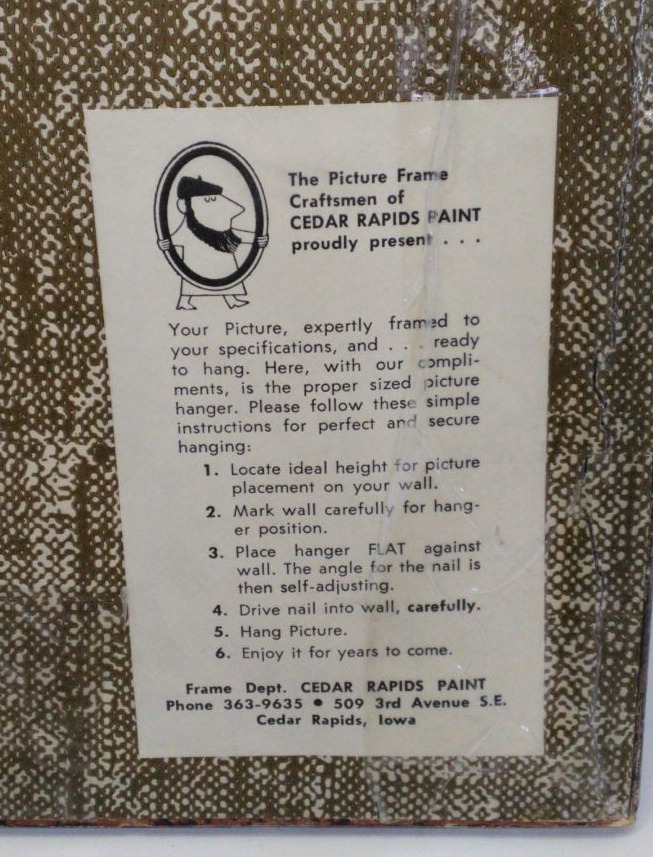 The Picture Frame
Craftsmen of
CEDAR RAPIDS PAINT
proudly present . . .
Your Picture, expertly framed to
your specifications, and . . . ready
to hang. Here, with our compli-
ments, is the proper sized picture
hanger. Please follow these simple
instructions for perfect and secure
hanging:
1. Locate ideal height for picture
placement on your wall.
2. Mark wall carefully for hang-
er position.
3. Place hanger FLAT against
wall. The angle for the nail is
then self-adjusting.
4. Drive nail into wall, carefully.
5. Hang Picture.
6. Enjoy it for years to come.
Frame Dept. CEDAR RAPIDS PAINT
Phone 363-9635 • 509 3rd Avenue S.E.
Cedar Rapids, Iowa